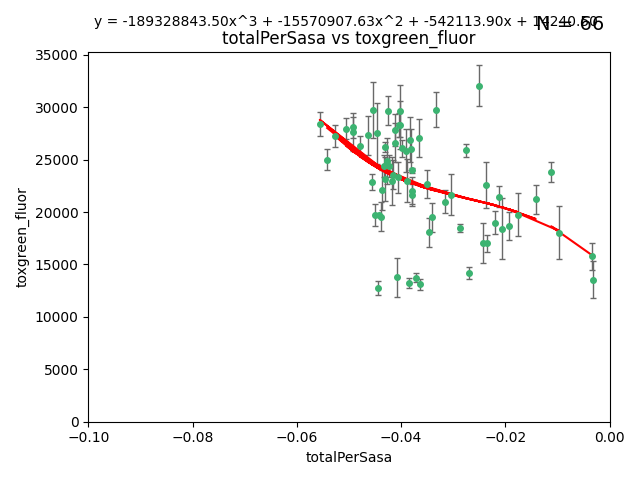 y = -189328843.50x^3 + -15570907.63x^2 + -542113.90x +
N = 66
totalPerSasa vs toxgreen_fluor
toxgreen_fluor
35000
30000
25000
20000
15000
10000
5000
0
−0.10
−0.08
−0.06
−0.04
−0.02
0.00
totalPerSasa